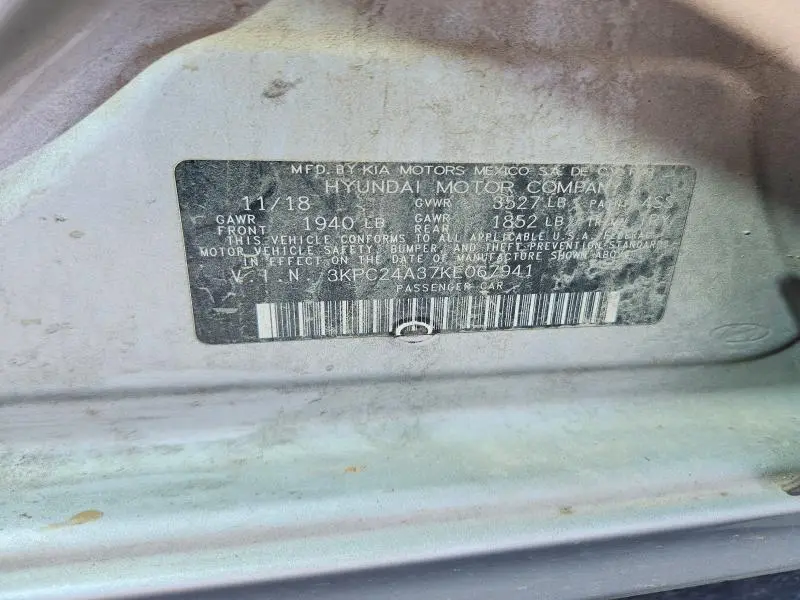 MFD. BY KIA MOTORS MEXICO S.A. DE C
HYUNDAI MOTOR COMPAN
11/18 GVWR 3527 LB
GAWR FRONT 1940 LB GAWR REAR 1852 LB
THIS VEHICLE CONFORMS TO ALL APPLICABLE U.S.A. FEDERAL
MOTOR VEHICLE SAFETY, BUMPER, AND THEFT PREVENTION STANDARDS
IN EFFECT ON THE DATE OF MANUFACTURE SHOWN ABOVE.
V.I.N 3KPC24A37KE067941
PASSENGER CAR